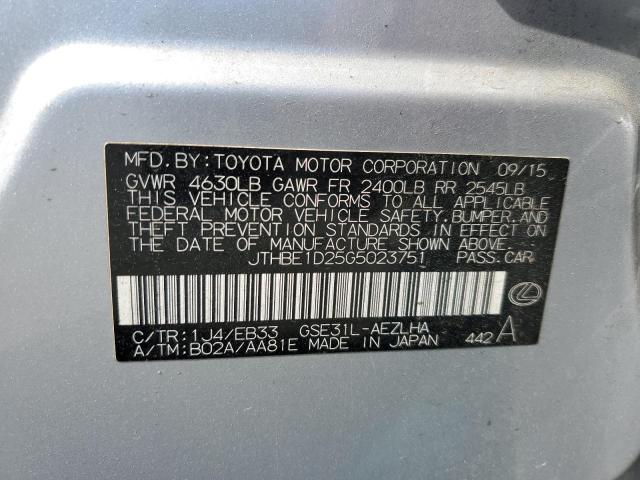 MFD. BY: TOYOTA MOTOR CORPORATION 09/15
GVWR 4630LB GAWR FR 2400LB RR 2545LB
THIS VEHICLE CONFORMS TO ALL APPLICABLE
FEDERAL MOTOR VEHICLE SAFETY, BUMPER, AND
THEFT PREVENTION STANDARDS IN EFFECT ON
THE DATE OF MANUFACTURE SHOWN ABOVE.
JTHBE1D25G5023751 PASS. CAR
C/TR: 1J4/EB33 GSE31L-AEZLHA
A/TM: B02A/AA81E MADE IN JAPAN 442 A